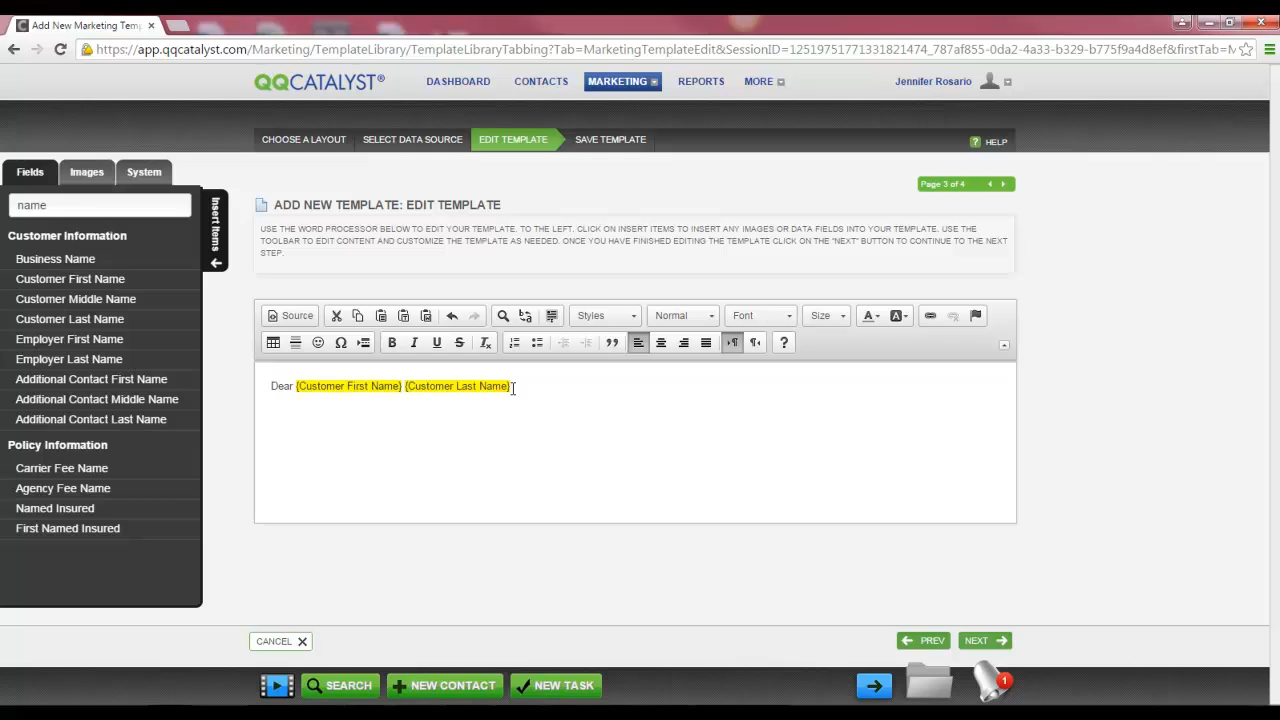 Add New Marketing Tem
https://app.qqcatalyst.com/Marketing/TemplateLibrary/TemplateLibraryTabbing?Tab=MarketingTemplateEdit&SessionID=12519751771331821474_787af855-0da2-4a33-b329-b775f9a4d8ef&firstTab=M
QQCATALYST® DASHBOARD CONTACTS MARKETING REPORTS MORE Jennifer Rosario
CHOOSE A LAYOUT SELECT DATA SOURCE EDIT TEMPLATE SAVE TEMPLATE ? HELP
Fields Images System
Page 3 of 4
name
Insert Items
ADD NEW TEMPLATE: EDIT TEMPLATE
USE THE WORD PROCESSOR BELOW TO EDIT YOUR TEMPLATE. TO THE LEFT, CLICK ON INSERT ITEMS TO INSERT ANY IMAGES OR DATA FIELDS INTO YOUR TEMPLATE. USE THE
TOOLBAR TO EDIT CONTENT AND CUSTOMIZE THE TEMPLATE AS NEEDED. ONCE YOU HAVE FINISHED EDITING THE TEMPLATE CLICK ON THE "NEXT" BUTTON TO CONTINUE TO THE NEXT
STEP.
Customer Information
Business Name
Customer First Name
Customer Middle Name
Customer Last Name
Employer First Name
Employer Last Name
Additional Contact First Name
Additional Contact Middle Name
Additional Contact Last Name
Policy Information
Carrier Fee Name
Agency Fee Name
Named Insured
First Named Insured
Source Styles Normal Font Size A A
B I U S Tx ?
Dear {Customer First Name} {Customer Last Name}
CANCEL PREV NEXT
SEARCH NEW CONTACT NEW TASK 1